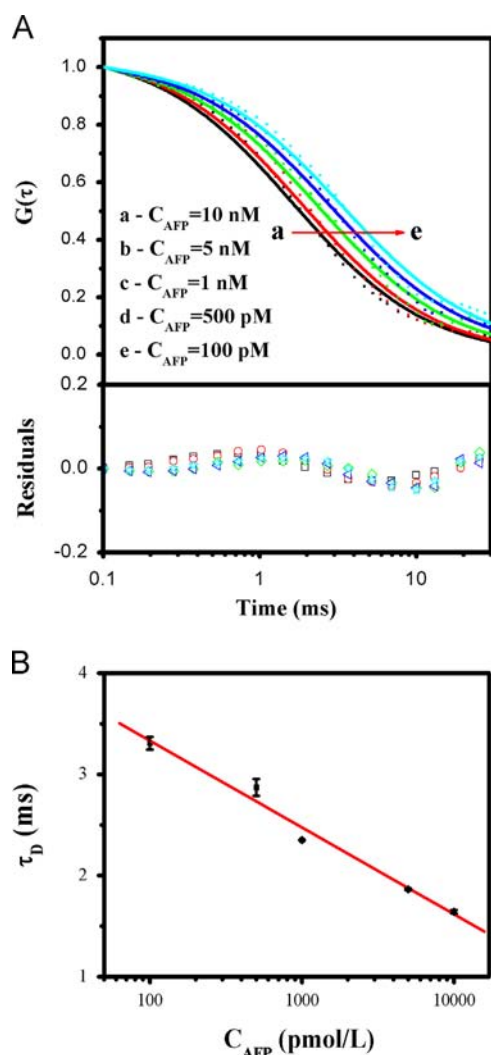 A
1.0
0.8
0.6
0.4
0.2
0.0
G(τ)
a - C_AFP=10 nM
b - C_AFP=5 nM
c - C_AFP=1 nM
d - C_AFP=500 pM
e - C_AFP=100 pM
a
e
0.2
0.0
-0.2
Residuals
0.1
1
10
Time (ms)
B
4
3
2
1
τ_D (ms)
100
1000
10000
C_AFP (pmol/L)